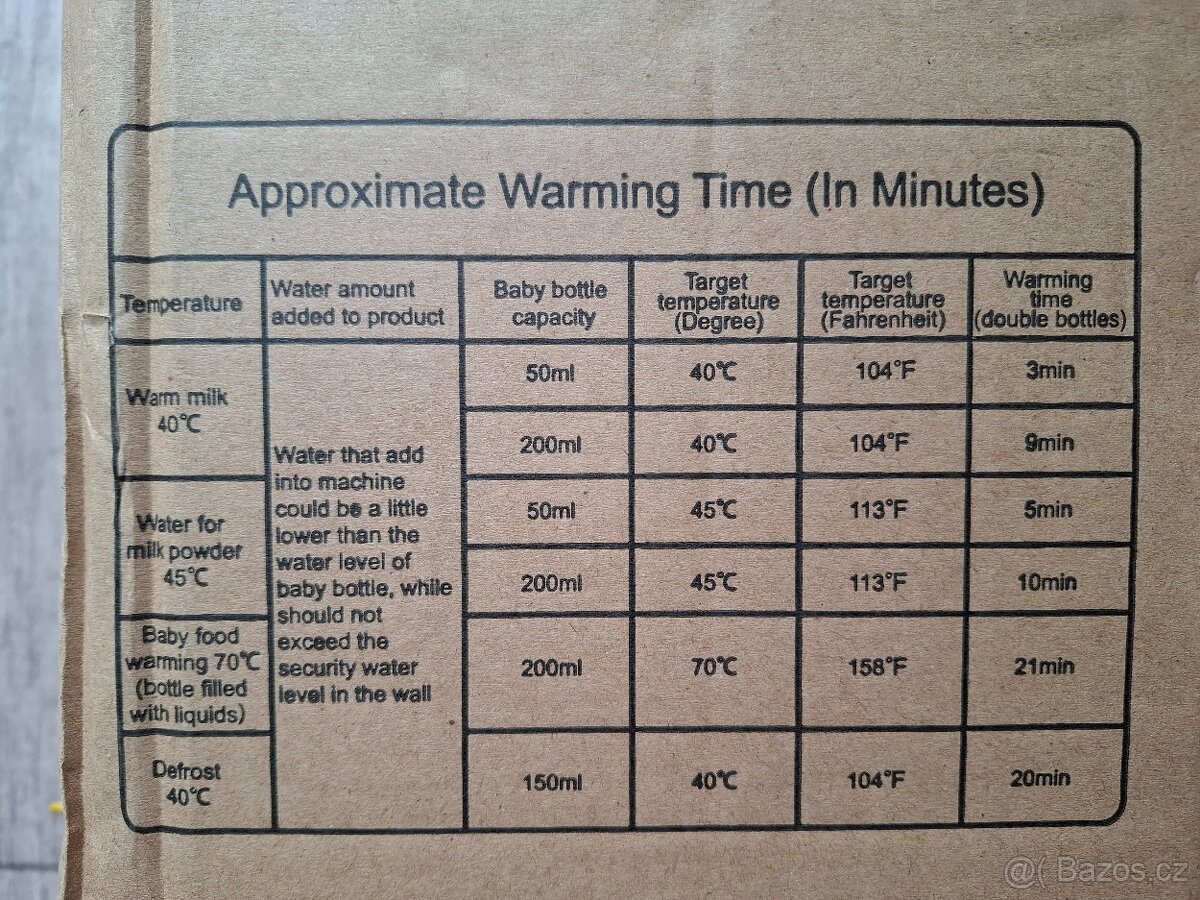 Approximate Warming Time (In Minutes)
Temperature
Water amount
added to product
Baby bottle
capacity
Target
temperature
(Degree)
Target
temperature
(Fahrenheit)
Warming
time
(double bottles)
Warm milk
40℃
Water that add
into machine
could be a little
lower than the
water level of
baby bottle, while
should not
exceed the
security water
level in the wall
50ml
40℃
104°F
3min
200ml
40℃
104°F
9min
Water for
milk powder
45℃
50ml
45℃
113°F
5min
200ml
45℃
113°F
10min
Baby food
warming 70℃
(bottle filled
with liquids)
200ml
70℃
158°F
21min
Defrost
40℃
150ml
40℃
104°F
20min
@( Bazos.cz